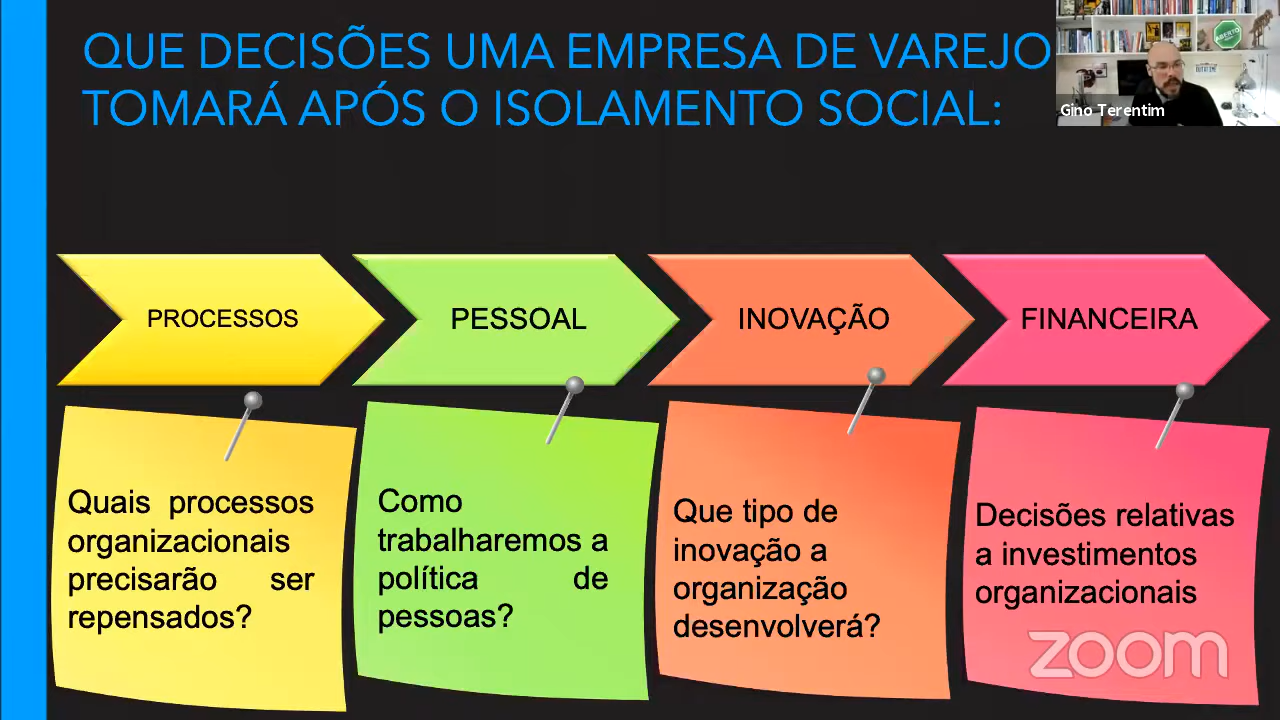 QUE DECISÕES UMA EMPRESA DE VAREJO
TOMARÁ APÓS O ISOLAMENTO SOCIAL:
ABERTO
Gino Terentim
PROCESSOS
PESSOAL
INOVAÇÃO
FINANCEIRA
Quais processos
organizacionais
precisarão ser
repensados?
Como
trabalharemos a
política de
pessoas?
Que tipo de
inovação a
organização
desenvolverá?
Decisões relativas
a investimentos
organizacionais
zoom